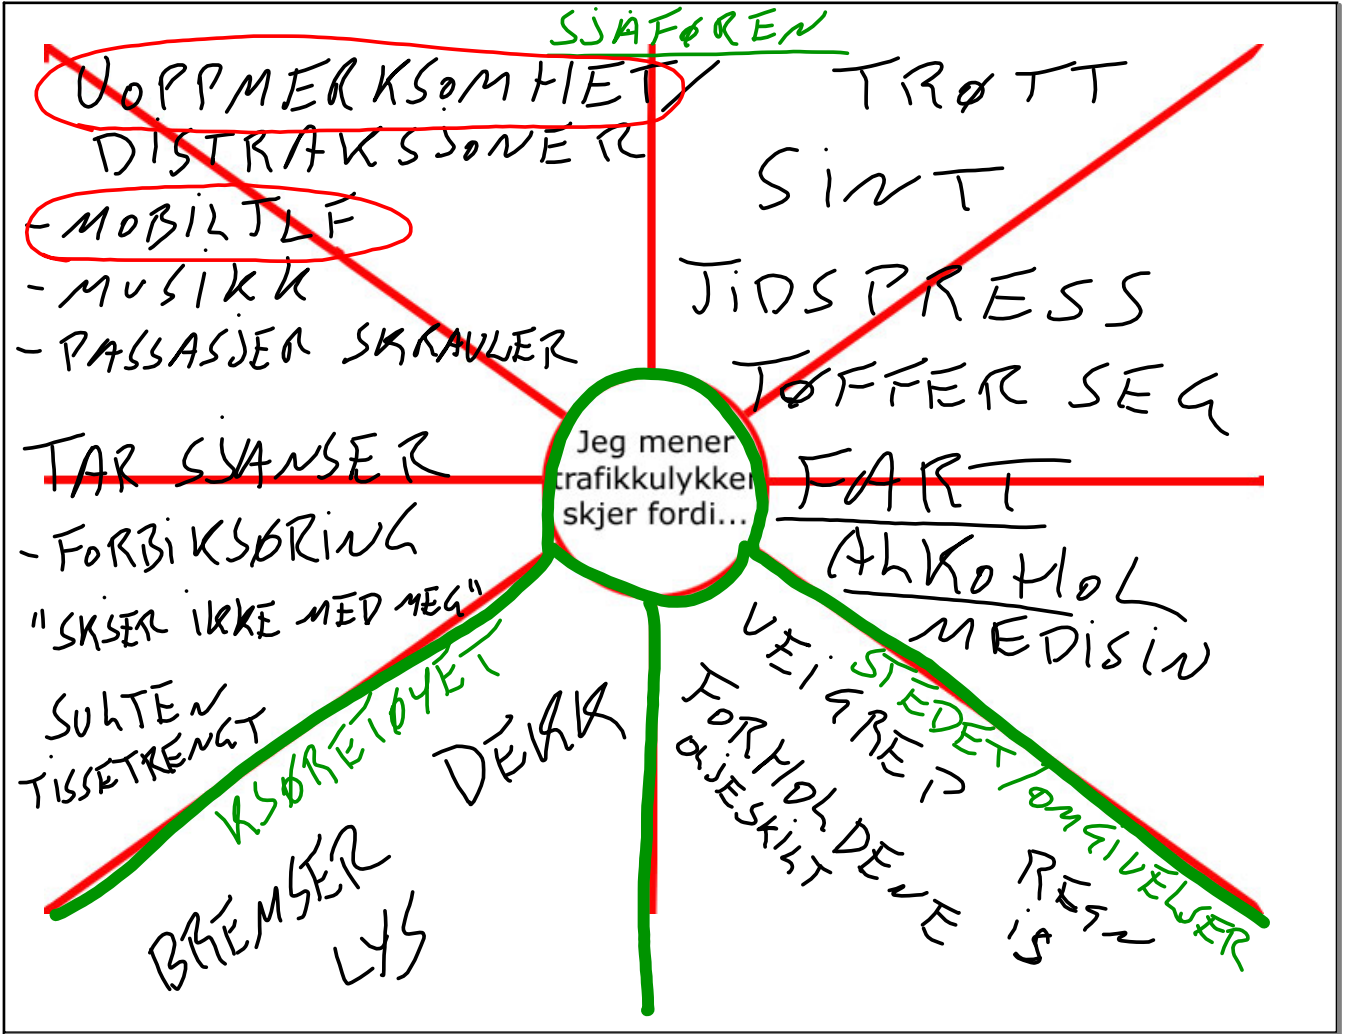 SJÅFØREN
UOPPMERKSOMHET/
DISTRAKSJONER
- MOBILTLF
- MUSIKK
- PASSASJER SKRAVLER
TAR SJANSER
- FORBIKJØRING
"SKJER IKKE MED MEG"
SULTEN
TISSETRENGT
TRØTT
SINT
TIDSPRESS
TØFFER SEG
FART
ALKOHOL
MEDISIN
Jeg mener
trafikkulykker
skjer fordi...
KJØRETØYET
DEKK
BREMSER
LYS
STEDET/OMGIVELSER
VEIGREP
FORHOLDENE
OLJESKILT
REGN
IS